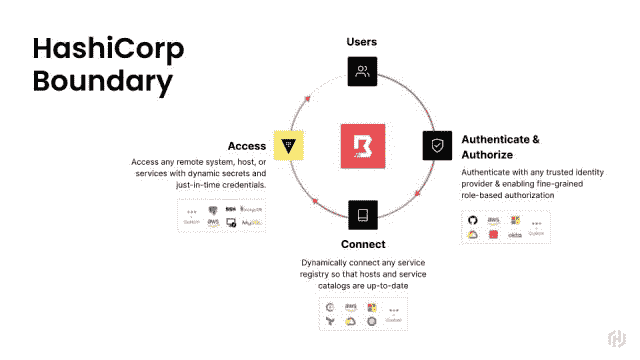 HashiCorp
Boundary
Users
Authenticate &
Authorize
Authenticate with any trusted identity
provider & enabling fine-grained
role-based authorization
aws
okta
Custom
Connect
Dynamically connect any service
registry so that hosts and service
catalogs are up-to-date
aws
Custom
Access
Access any remote system, host, or
services with dynamic secrets and
just-in-time credentials.
SSH
mongoDB
Custom
aws
MySQL